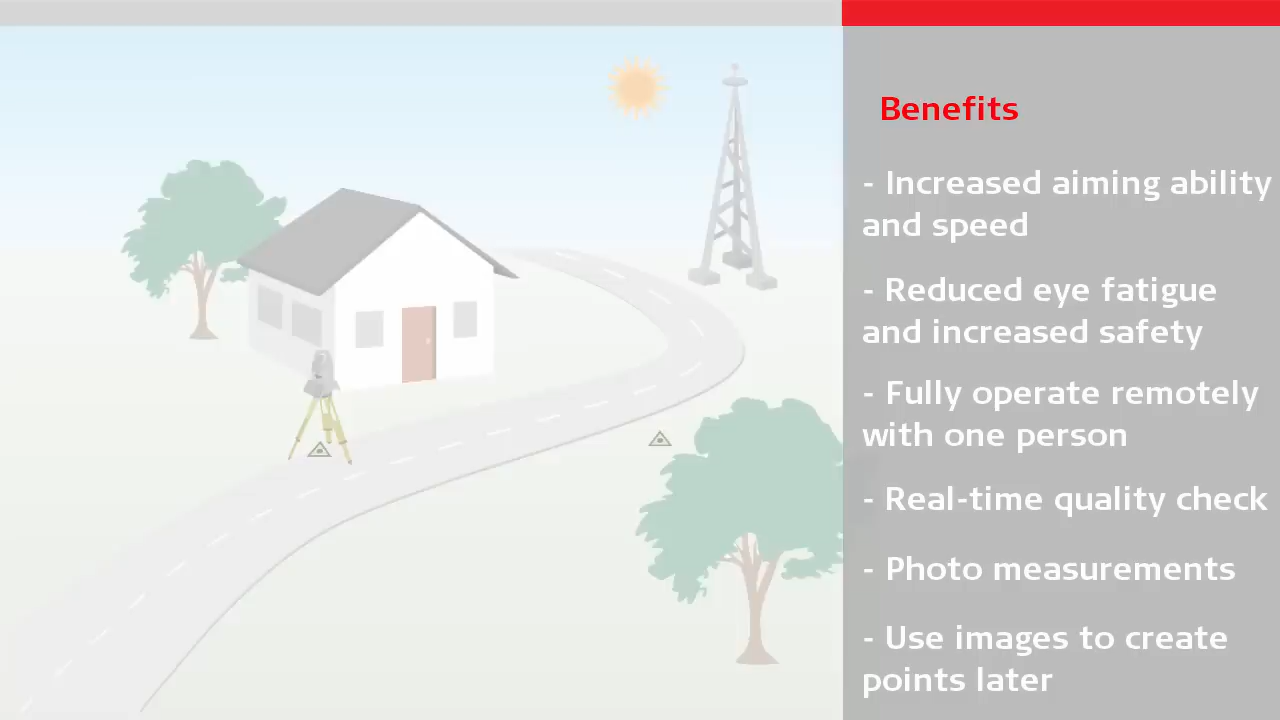 Benefits
- Increased aiming ability
and speed
- Reduced eye fatigue
and increased safety
- Fully operate remotely
with one person
- Real-time quality check
- Photo measurements
- Use images to create
points later